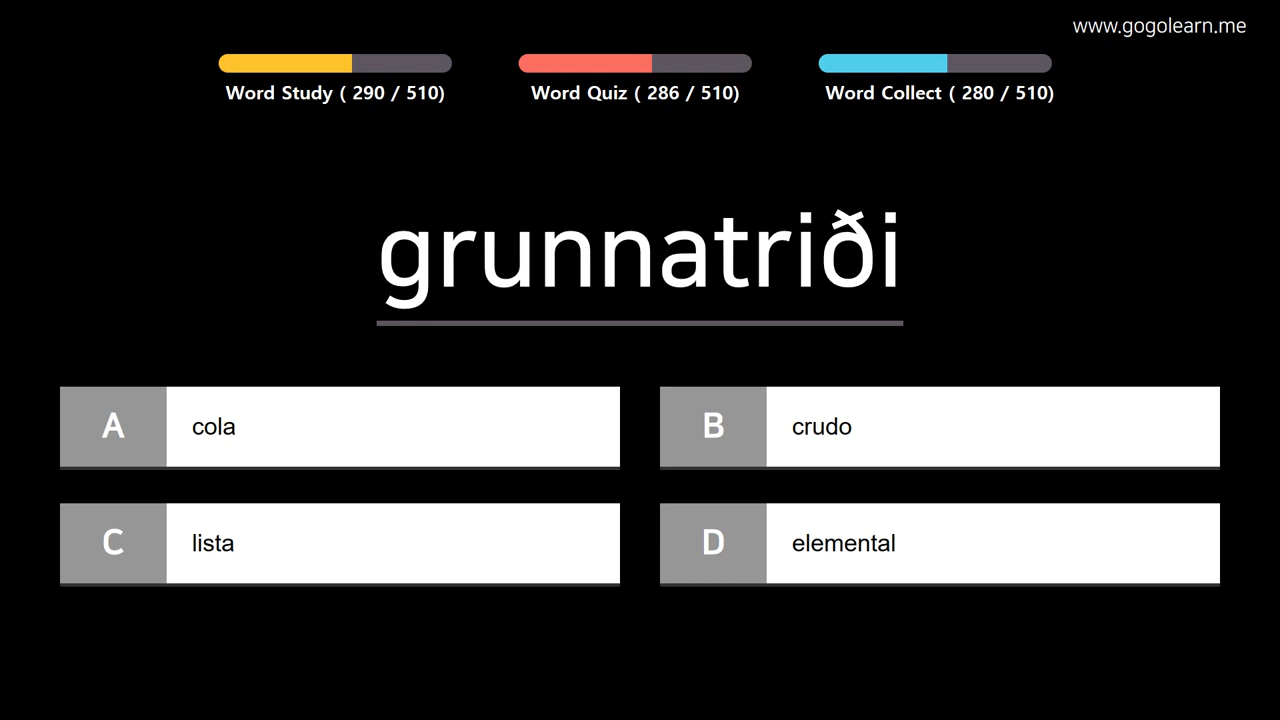 www.gogolearn.me
Word Study ( 290 / 510)
Word Quiz ( 286 / 510)
Word Collect ( 280 / 510)
grunnatriði
A cola
B crudo
C lista
D elemental